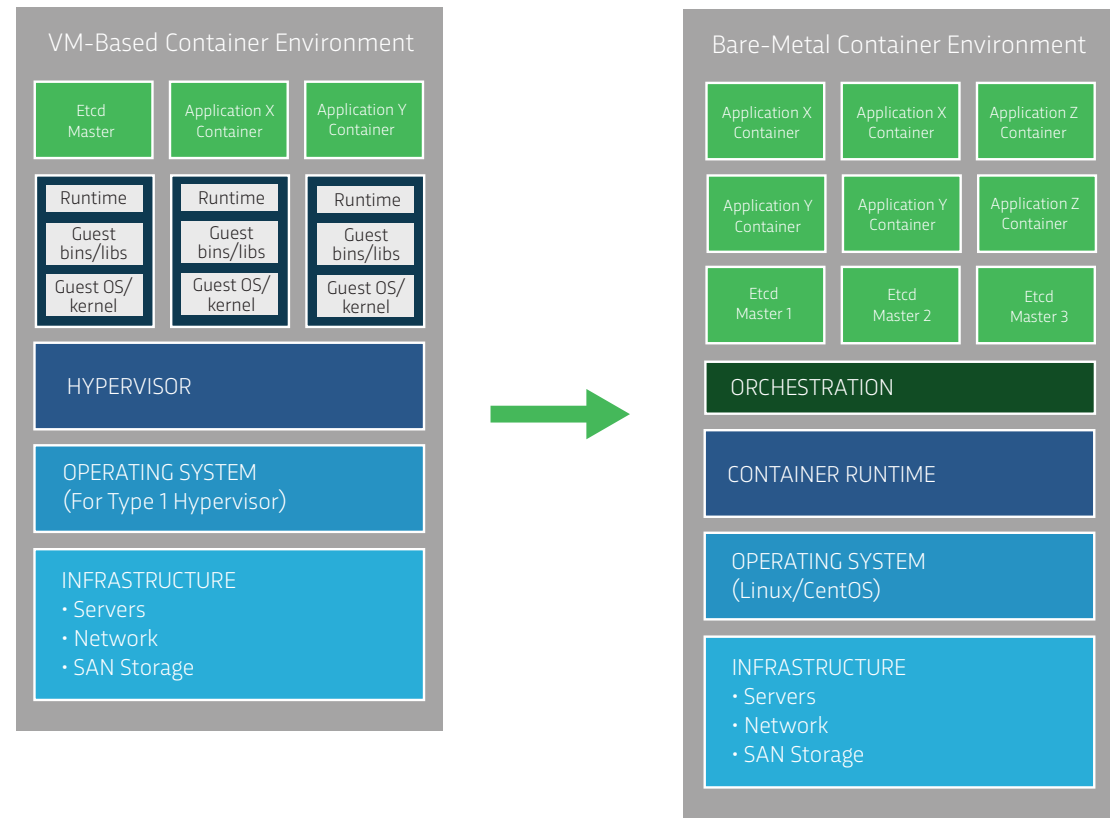 VM-Based Container Environment
Etcd
Master
Application X
Container
Application Y
Container
Runtime
Guest
bins/libs
Guest OS/
kernel
Runtime
Guest
bins/libs
Guest OS/
kernel
Runtime
Guest
bins/libs
Guest OS/
kernel
HYPERVISOR
OPERATING SYSTEM
(For Type 1 Hypervisor)
INFRASTRUCTURE
• Servers
• Network
• SAN Storage
Bare-Metal Container Environment
Application X
Container
Application X
Container
Application Z
Container
Application Y
Container
Application Y
Container
Application Z
Container
Etcd
Master 1
Etcd
Master 2
Etcd
Master 3
ORCHESTRATION
CONTAINER RUNTIME
OPERATING SYSTEM
(Linux/CentOS)
INFRASTRUCTURE
• Servers
• Network
• SAN Storage